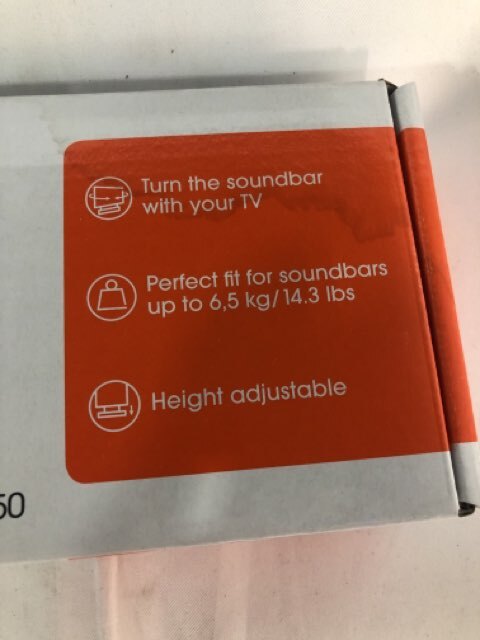 Turn the soundbar
with your TV
Perfect fit for soundbars
up to 6,5 kg/14.3 lbs
Height adjustable
50